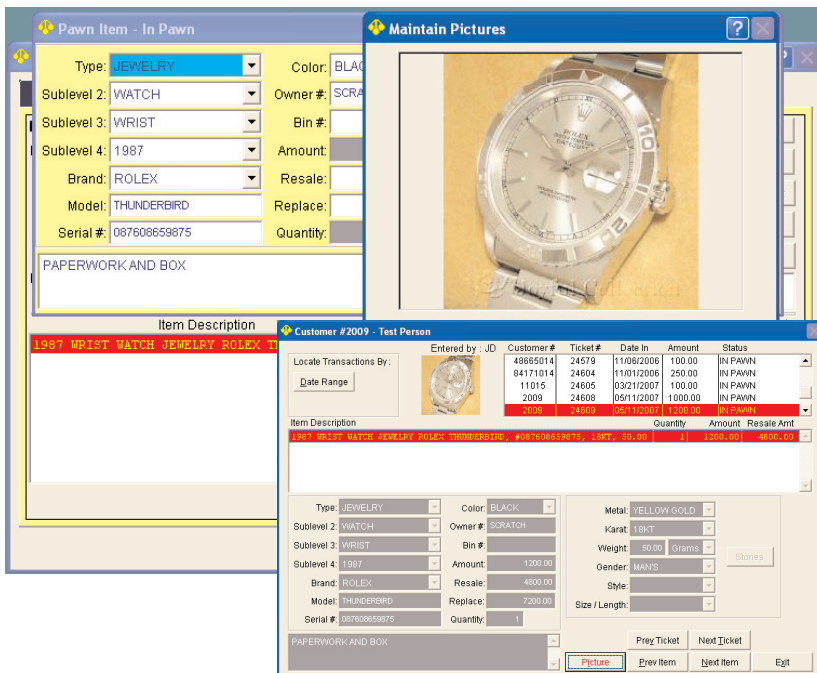 Pawn Item - In Pawn
Type: JEWELRY Color: BLAC
Sublevel 2: WATCH Owner #: SCRA
Sublevel 3: WRIST Bin #:
Sublevel 4: 1987 Amount:
Brand: ROLEX Resale:
Model: THUNDERBIRD Replace:
Serial #: 087608659875 Quantity:
PAPERWORK AND BOX
Item Description
1987 WRIST WATCH JEWELRY ROLEX T
Maintain Pictures
?
ROLEX
10
Customer #2009 - Test Person
Locate Transactions By :
Date Range
Entered by : JD
Customer # Ticket # Date In Amount Status
48665014 24579 11/06/2006 100.00 IN PAWN
84171014 24604 11/01/2006 250.00 IN PAWN
11015 24605 03/21/2007 100.00 IN PAWN
2009 24608 05/11/2007 1000.00 IN PAWN
2009 24609 05/11/2007 1200.00 IN PAWN
Item Description Quantity Amount Resale Amt
1987 WRIST WATCH JEWELRY ROLEX THUNDERBIRD, #087608659875, 18KT, 50.00 1 1200.00 4800.00
Type: JEWELRY Color: BLACK Metal: YELLOW GOLD
Sublevel 2: WATCH Owner #: SCRATCH Karat: 18KT
Sublevel 3: WRIST Bin #: Weight: 50.00 Grams Stones
Sublevel 4: 1987 Amount: 1200.00 Gender: MAN'S
Brand: ROLEX Resale: 4800.00 Style:
Model: THUNDERBIRD Replace: 7200.00 Size / Length:
Serial #: 087608659875 Quantity: 1
PAPERWORK AND BOX
Prev Ticket Next Ticket
Picture Prev Item Next Item Exit